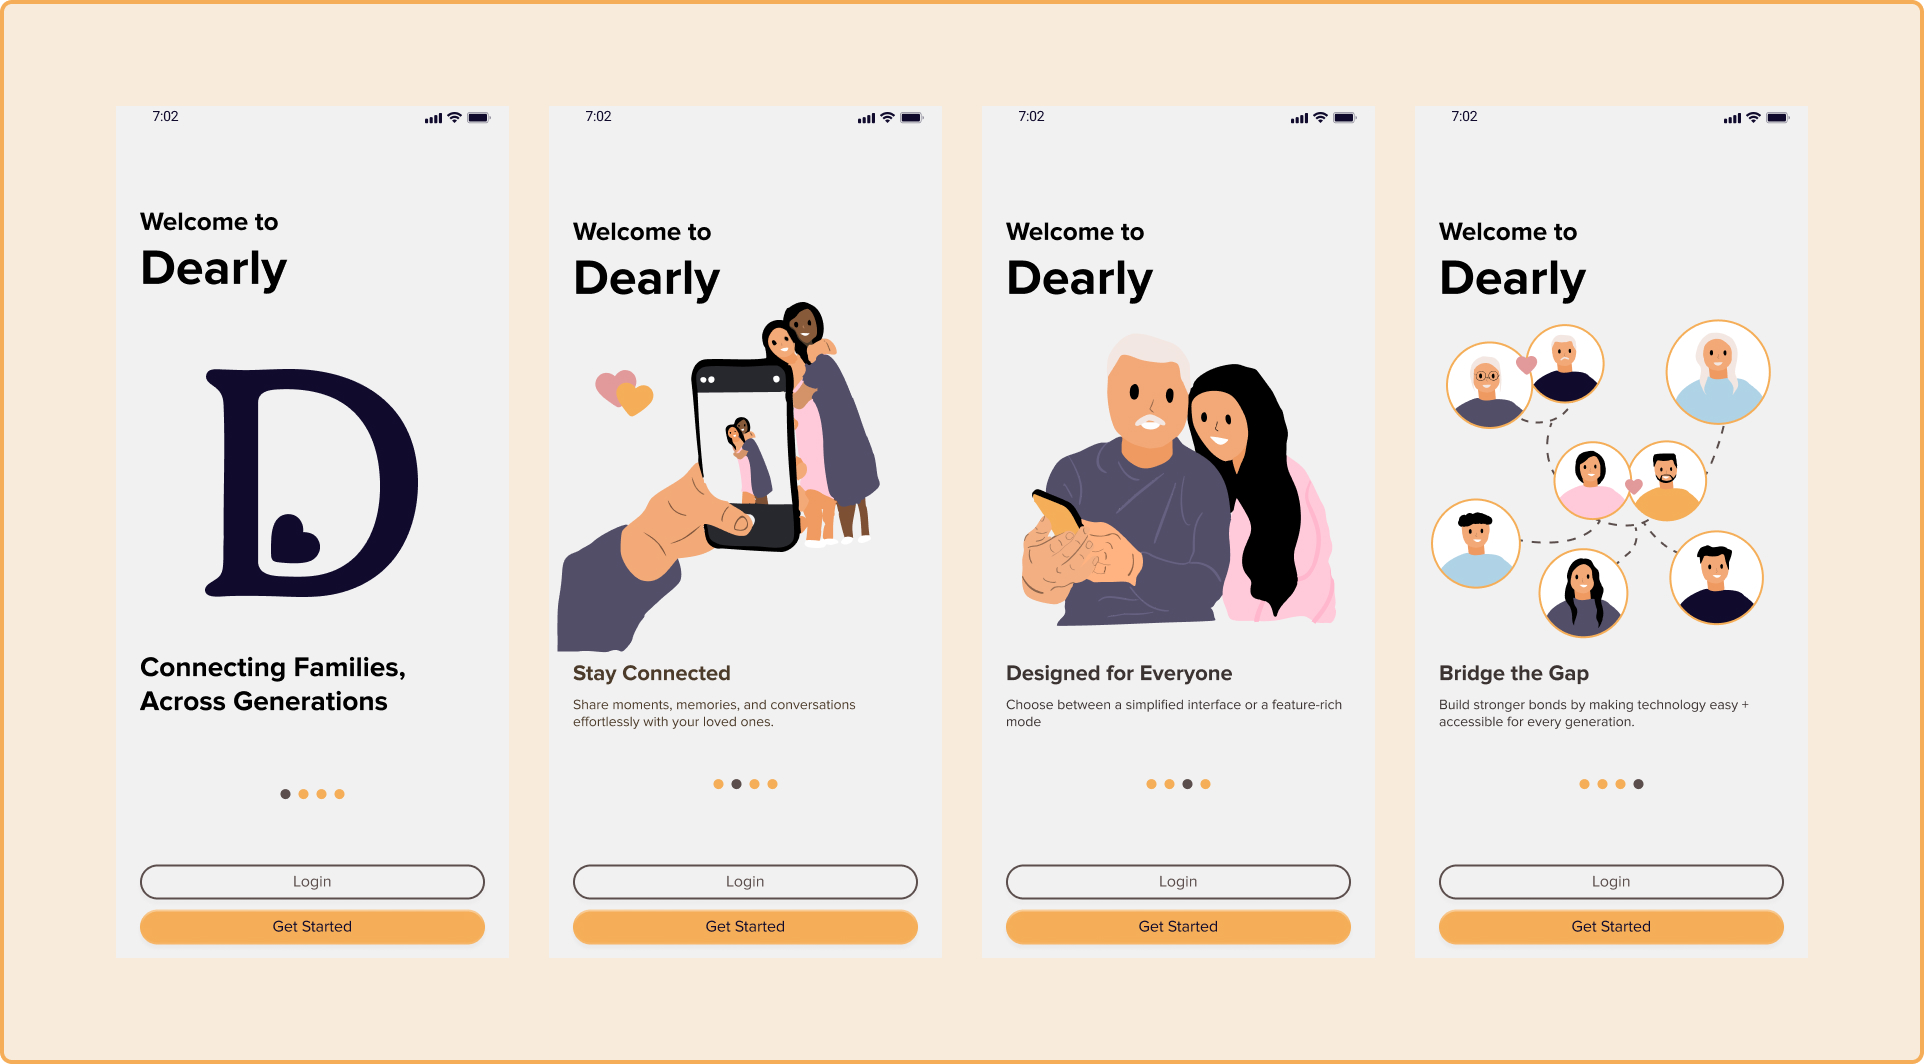 7:02
Welcome to
Dearly
D
Connecting Families,
Across Generations
Login
Get Started
7:02
Welcome to
Dearly
Stay Connected
Share moments, memories, and conversations
effortlessly with your loved ones.
Login
Get Started
7:02
Welcome to
Dearly
Designed for Everyone
Choose between a simplified interface or a feature-rich
mode
Login
Get Started
7:02
Welcome to
Dearly
Bridge the Gap
Build stronger bonds by making technology easy +
accessible for every generation.
Login
Get Started